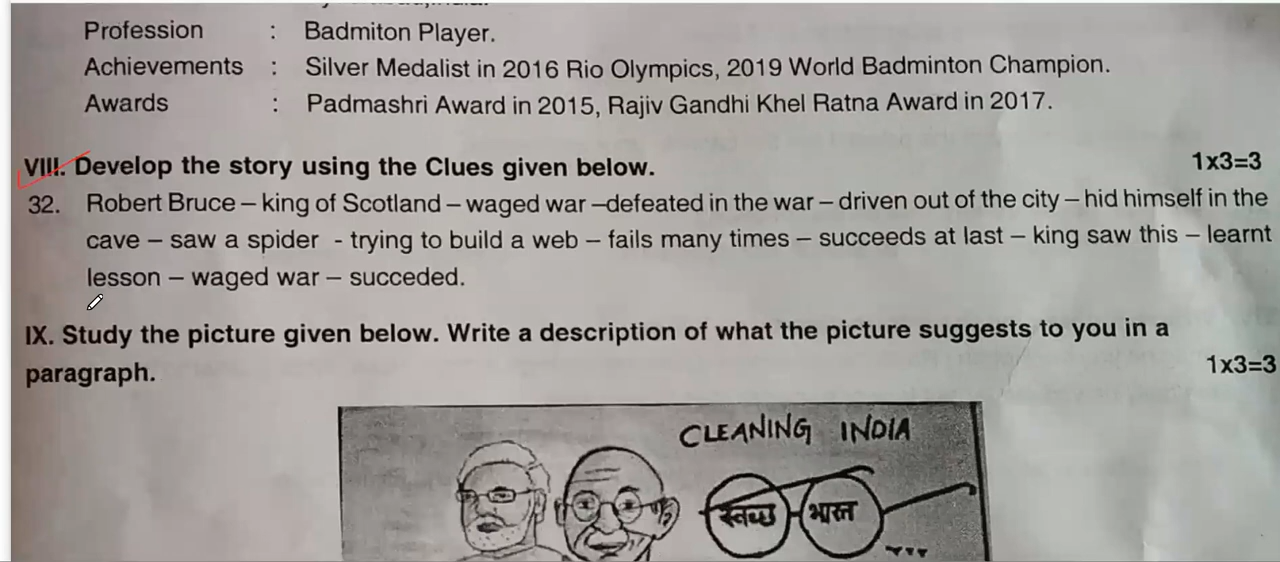 Profession : Badmiton Player.
Achievements : Silver Medalist in 2016 Rio Olympics, 2019 World Badminton Champion.
Awards : Padmashri Award in 2015, Rajiv Gandhi Khel Ratna Award in 2017.
VIII. Develop the story using the Clues given below. 1x3=3
32. Robert Bruce – king of Scotland – waged war –defeated in the war – driven out of the city – hid himself in the
cave – saw a spider - trying to build a web – fails many times – succeeds at last – king saw this – learnt
lesson – waged war – succeded.
IX. Study the picture given below. Write a description of what the picture suggests to you in a
paragraph. 1x3=3
CLEANING INDIA
स्वच्छ भारत